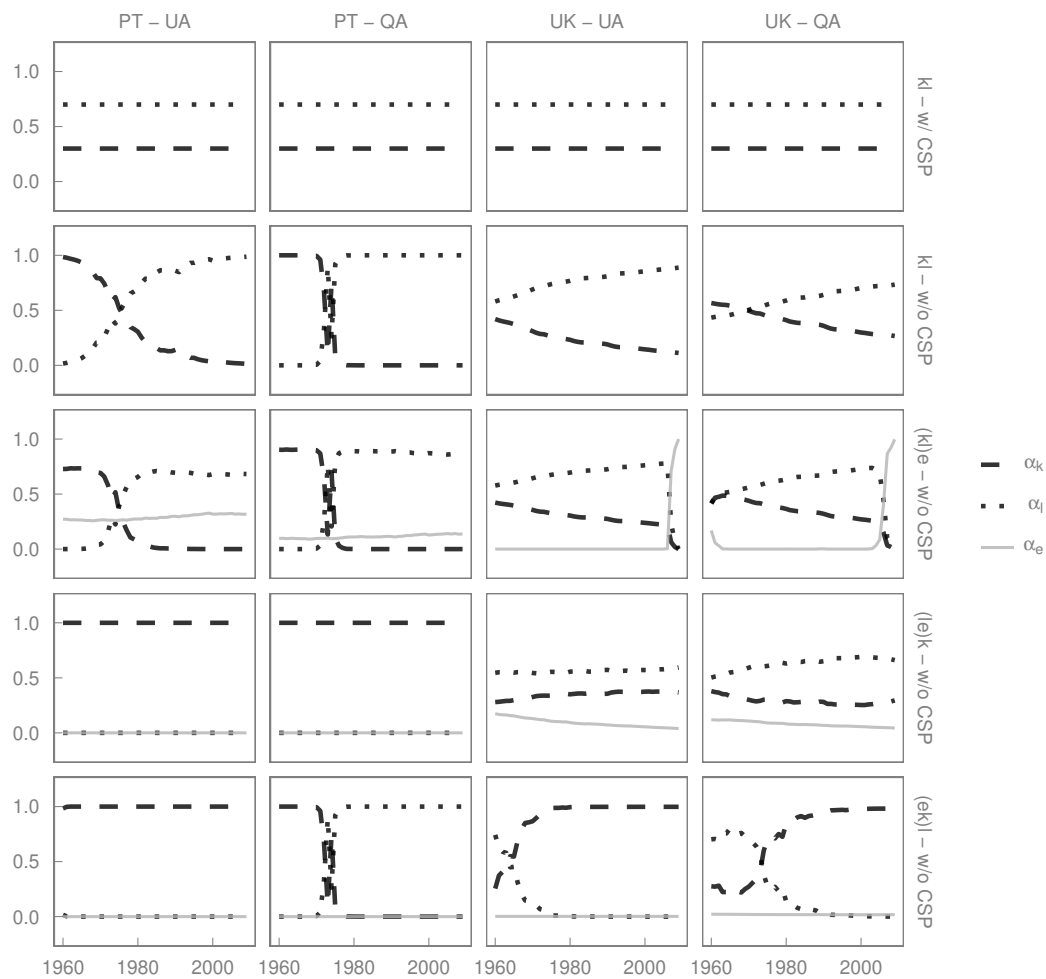 PT – UA PT – QA UK – UA UK – QA
1.0
0.5
0.0
kl – w/ CSP
1.0
0.5
0.0
kl – w/o CSP
1.0
0.5
0.0
(kl)e – w/o CSP
αk
αl
αe
1.0
0.5
0.0
(le)k – w/o CSP
1.0
0.5
0.0
(ek)l – w/o CSP
1960 1980 2000 1960 1980 2000 1960 1980 2000 1960 1980 2000